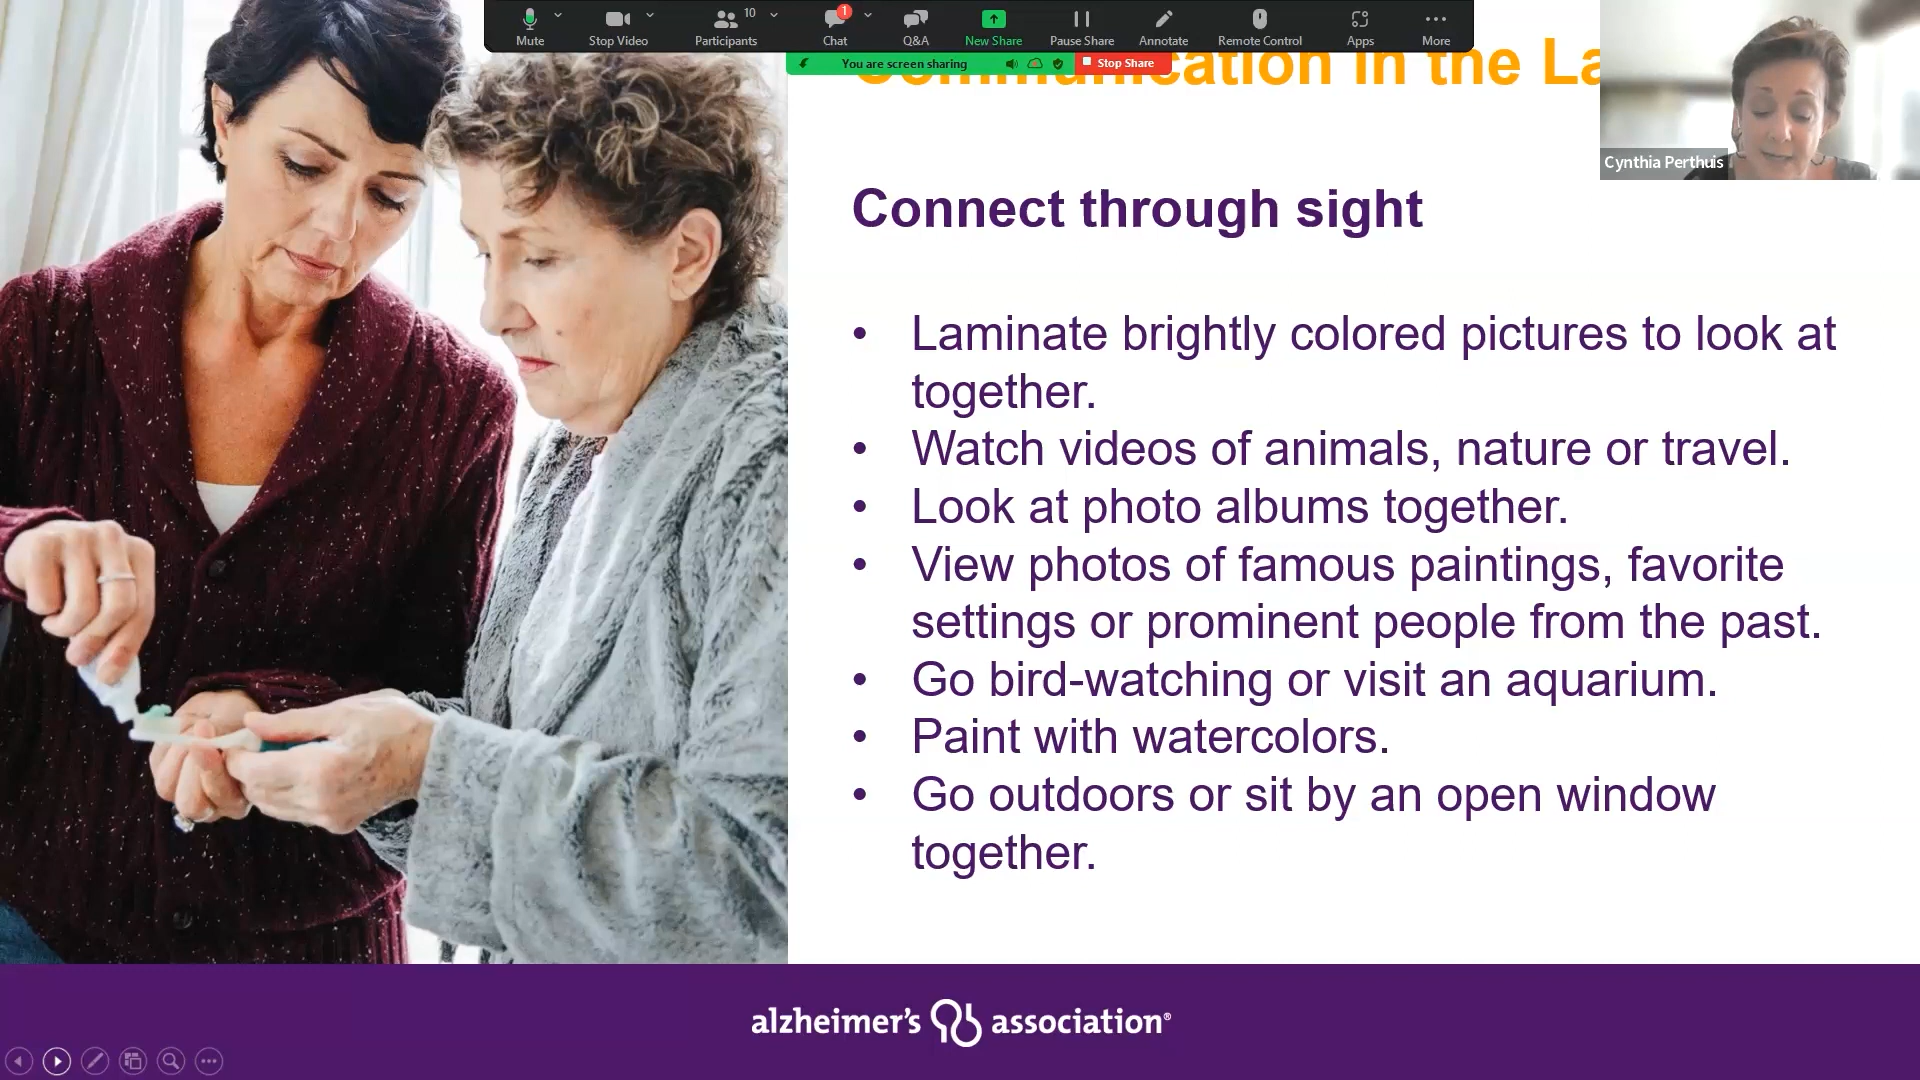 Mute
Stop Video
Participants
10
Chat
1
Q&A
New Share
Pause Share
Annotate
Remote Control
Apps
More
You are screen sharing
Stop Share
in the
Cynthia Perthuis
Connect through sight
• Laminate brightly colored pictures to look at
together.
• Watch videos of animals, nature or travel.
• Look at photo albums together.
• View photos of famous paintings, favorite
settings or prominent people from the past.
• Go bird-watching or visit an aquarium.
• Paint with watercolors.
• Go outdoors or sit by an open window
together.
alzheimer's association®